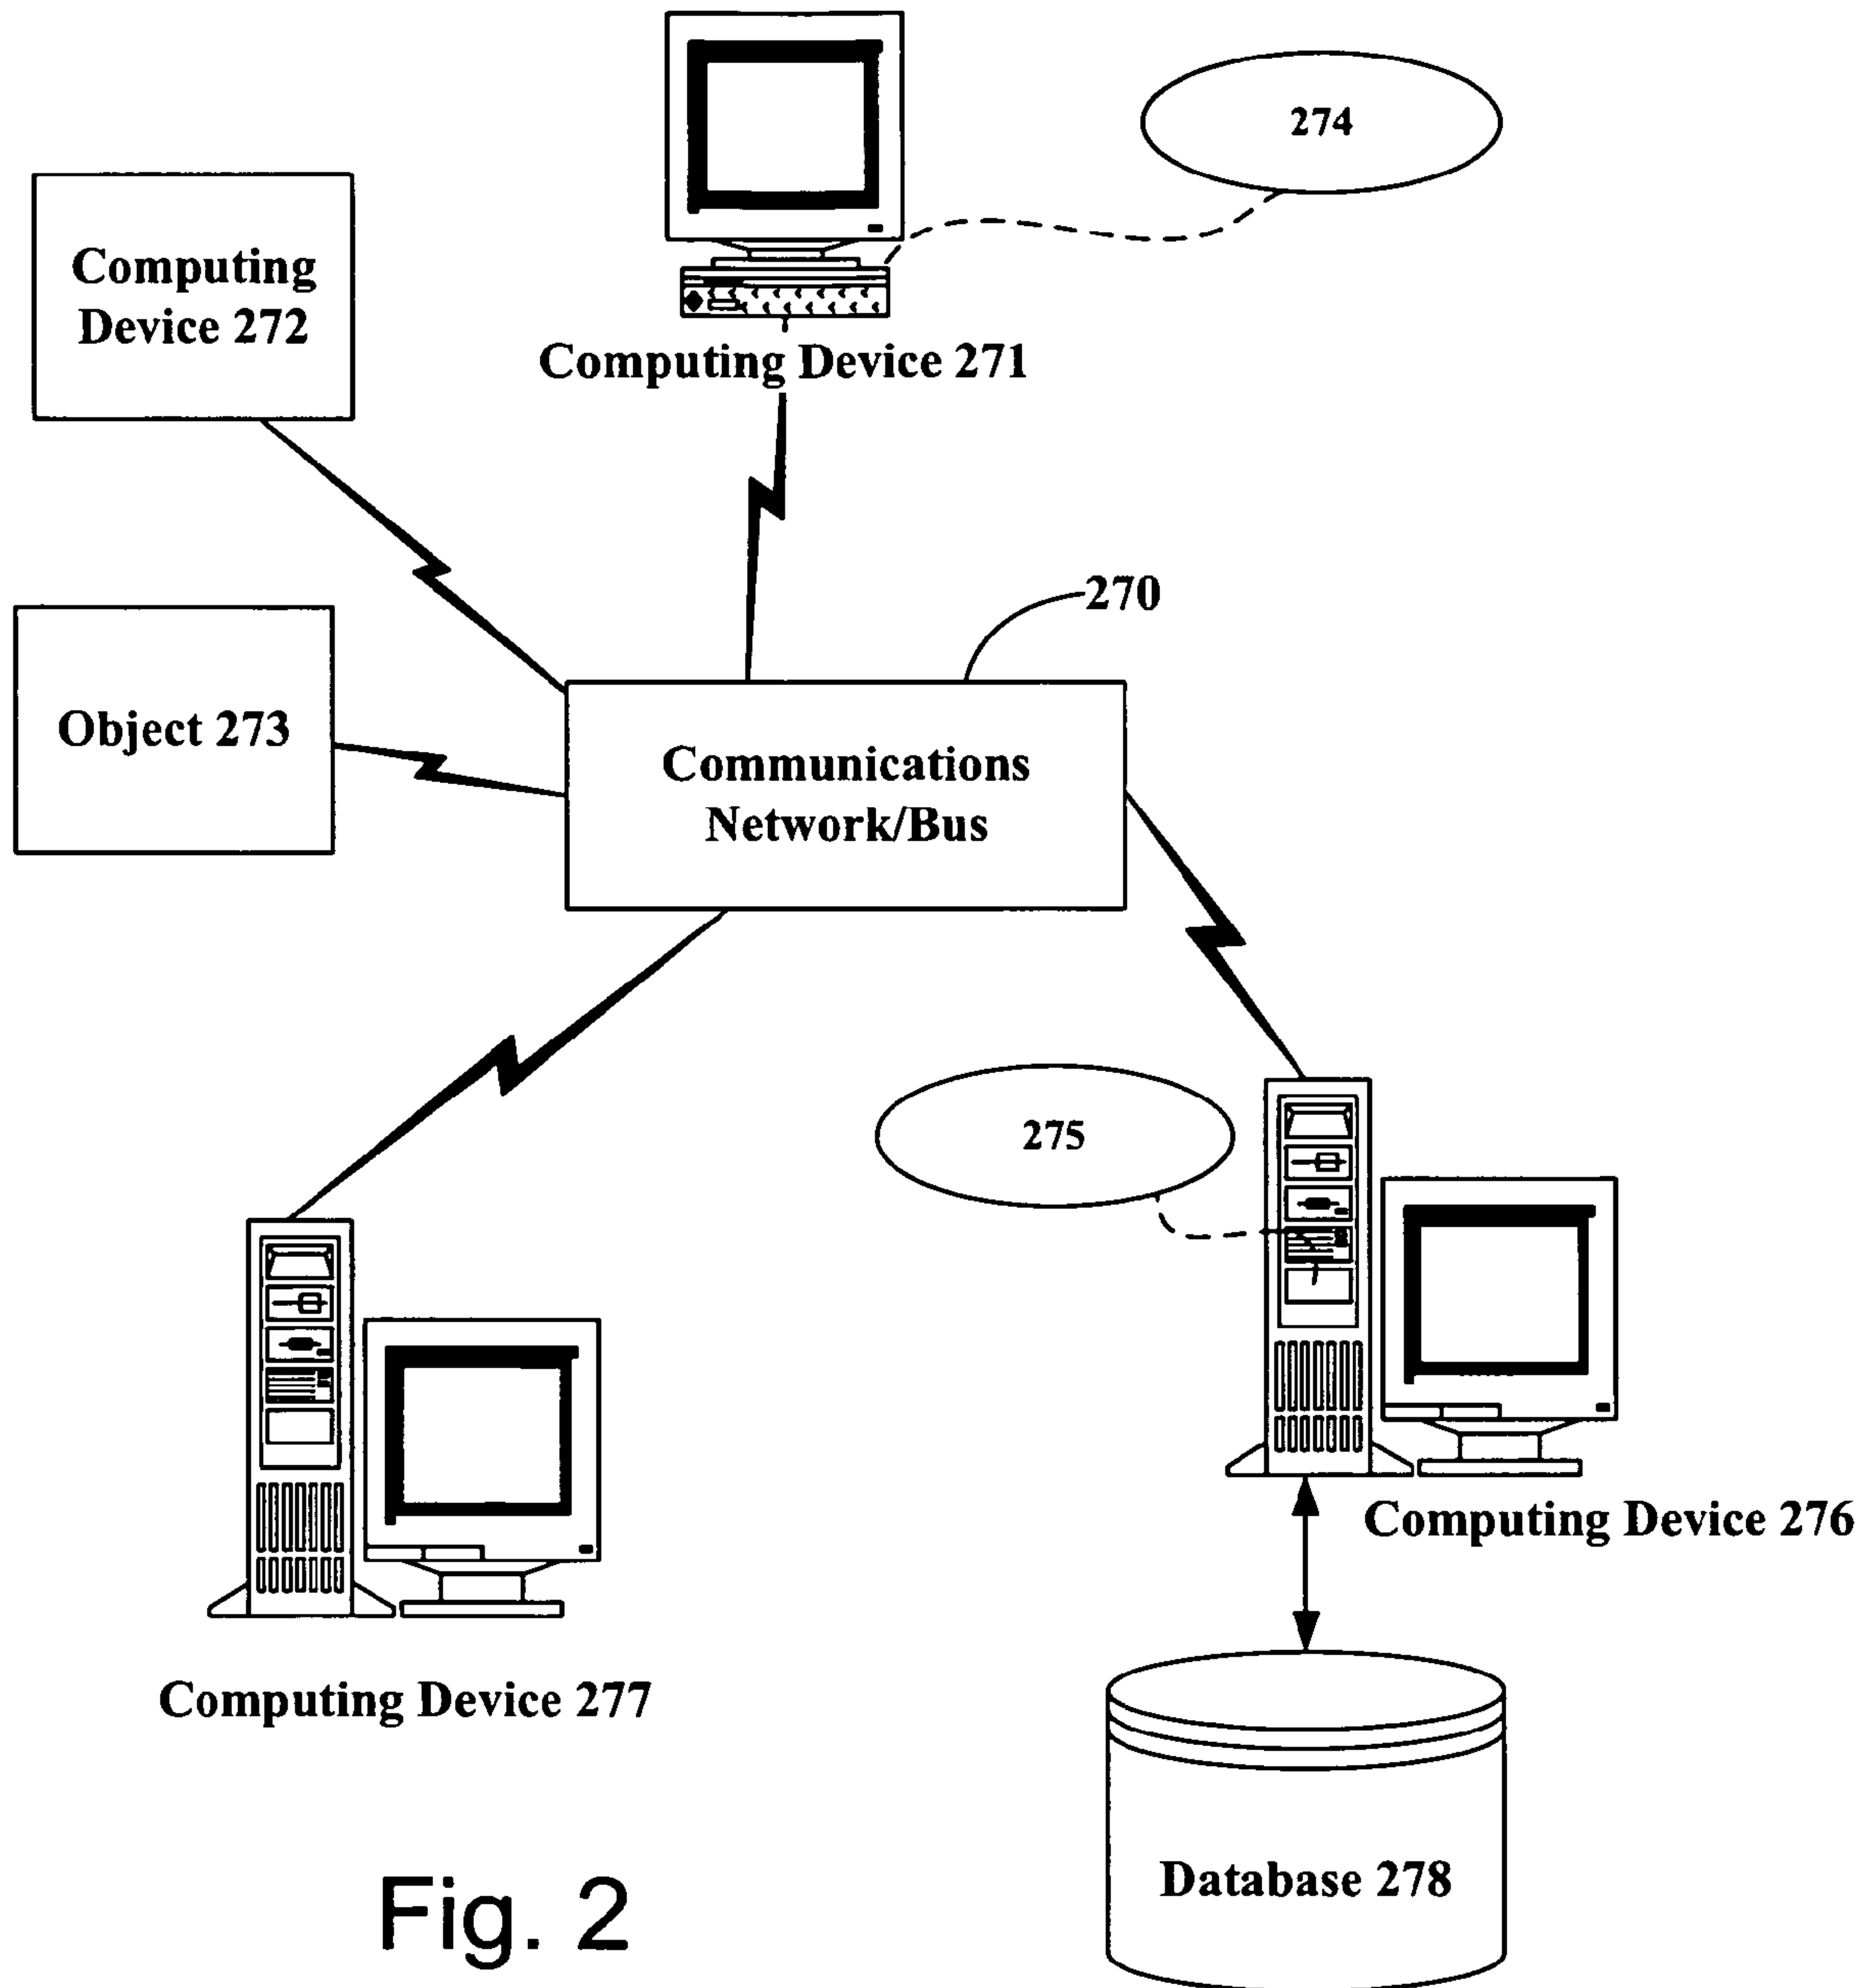 274
Computing
Device 272
Computing Device 271
270
Object 273
Communications
Network/Bus
275
Computing Device 276
Computing Device 277
Database 278
Fig. 2